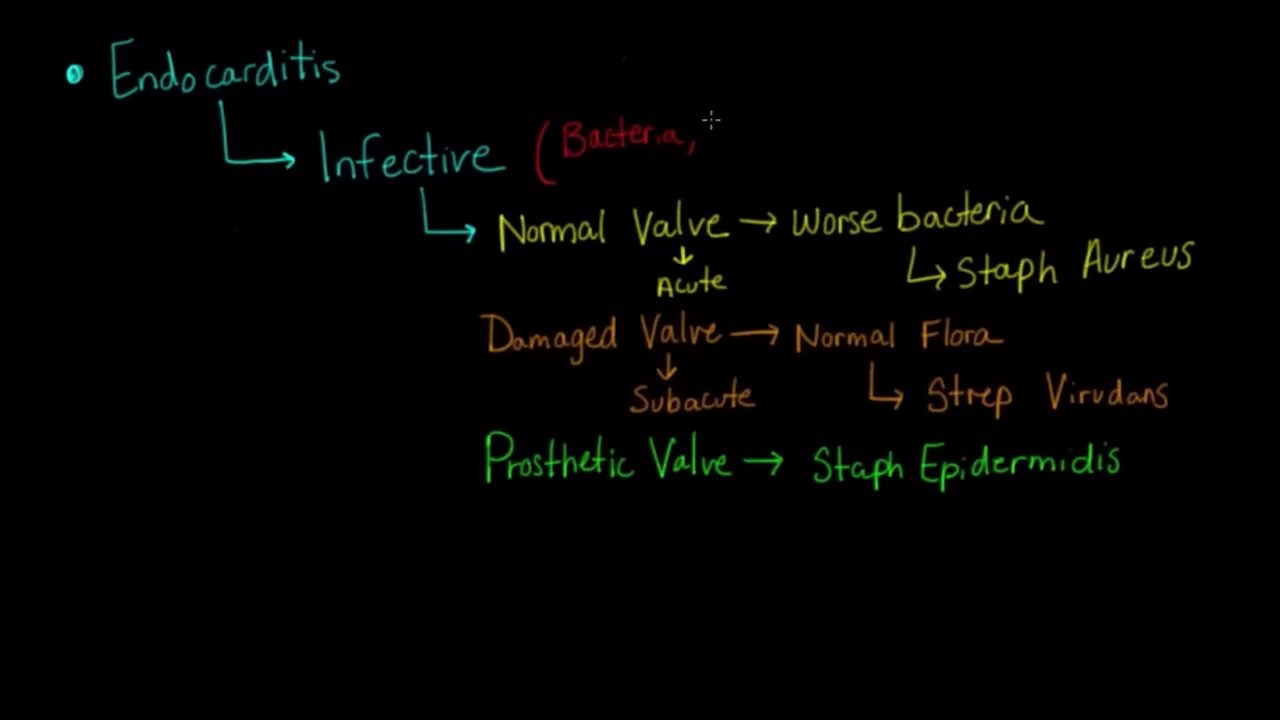 • Endocarditis
Infective (Bacteria,
Normal Valve → Worse bacteria
↓ ↳ Staph Aureus
Acute
Damaged Valve → Normal Flora
↓ ↳ Strep Virudans
Subacute
Prosthetic Valve → Staph Epidermidis